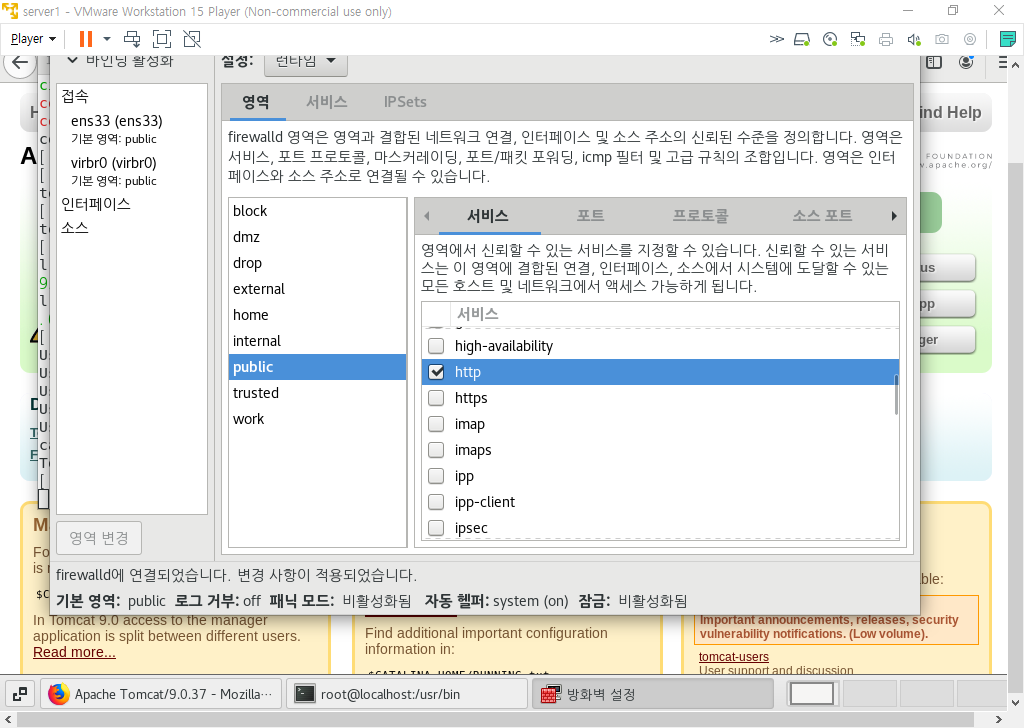 server1 - VMware Workstation 15 Player (Non-commercial use only)
Player
바인딩 활성화
설정: 런타임
접속
ens33 (ens33)
기본 영역: public
virbr0 (virbr0)
기본 영역: public
인터페이스
소스
영역 변경
영역 서비스 IPSets
firewalld 영역은 영역과 결합된 네트워크 연결, 인터페이스 및 소스 주소의 신뢰된 수준을 정의합니다. 영역은
서비스, 포트 프로토콜, 마스커레이딩, 포트/패킷 포워딩, icmp 필터 및 고급 규칙의 조합입니다. 영역은 인터
페이스와 소스 주소로 연결될 수 있습니다.
block
dmz
drop
external
home
internal
public
trusted
work
서비스 포트 프로토콜 소스 포트
영역에서 신뢰할 수 있는 서비스를 지정할 수 있습니다. 신뢰할 수 있는 서비
스는 이 영역에 결합된 연결, 인터페이스, 소스에서 시스템에 도달할 수 있는
모든 호스트 및 네트워크에서 액세스 가능하게 됩니다.
서비스
high-availability
http
https
imap
imaps
ipp
ipp-client
ipsec
firewalld에 연결되었습니다. 변경 사항이 적용되었습니다.
기본 영역: public 로그 거부: off 패닉 모드: 비활성화됨 자동 헬퍼: system (on) 잠금: 비활성화됨
Help
FOUNDATION
In Tomcat 9.0 access to the manager
application is split between different users.
Read more...
Find additional important configuration
information in:
Important announcements, releases, security
vulnerability notifications. (Low volume).
tomcat-users
User support and discussion
Apache Tomcat/9.0.37 - Mozilla…
root@localhost:/usr/bin
방화벽 설정